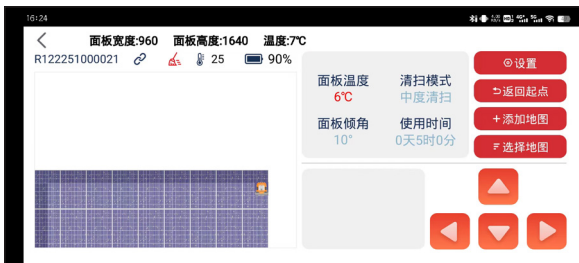 16:24
面板宽度:960 面板高度:1640 温度:7℃
R122251000021 25 90%
面板温度 清扫模式
6℃ 中度清扫
面板倾角 使用时间
10° 0天5时0分
设置
返回起点
添加地图
选择地图